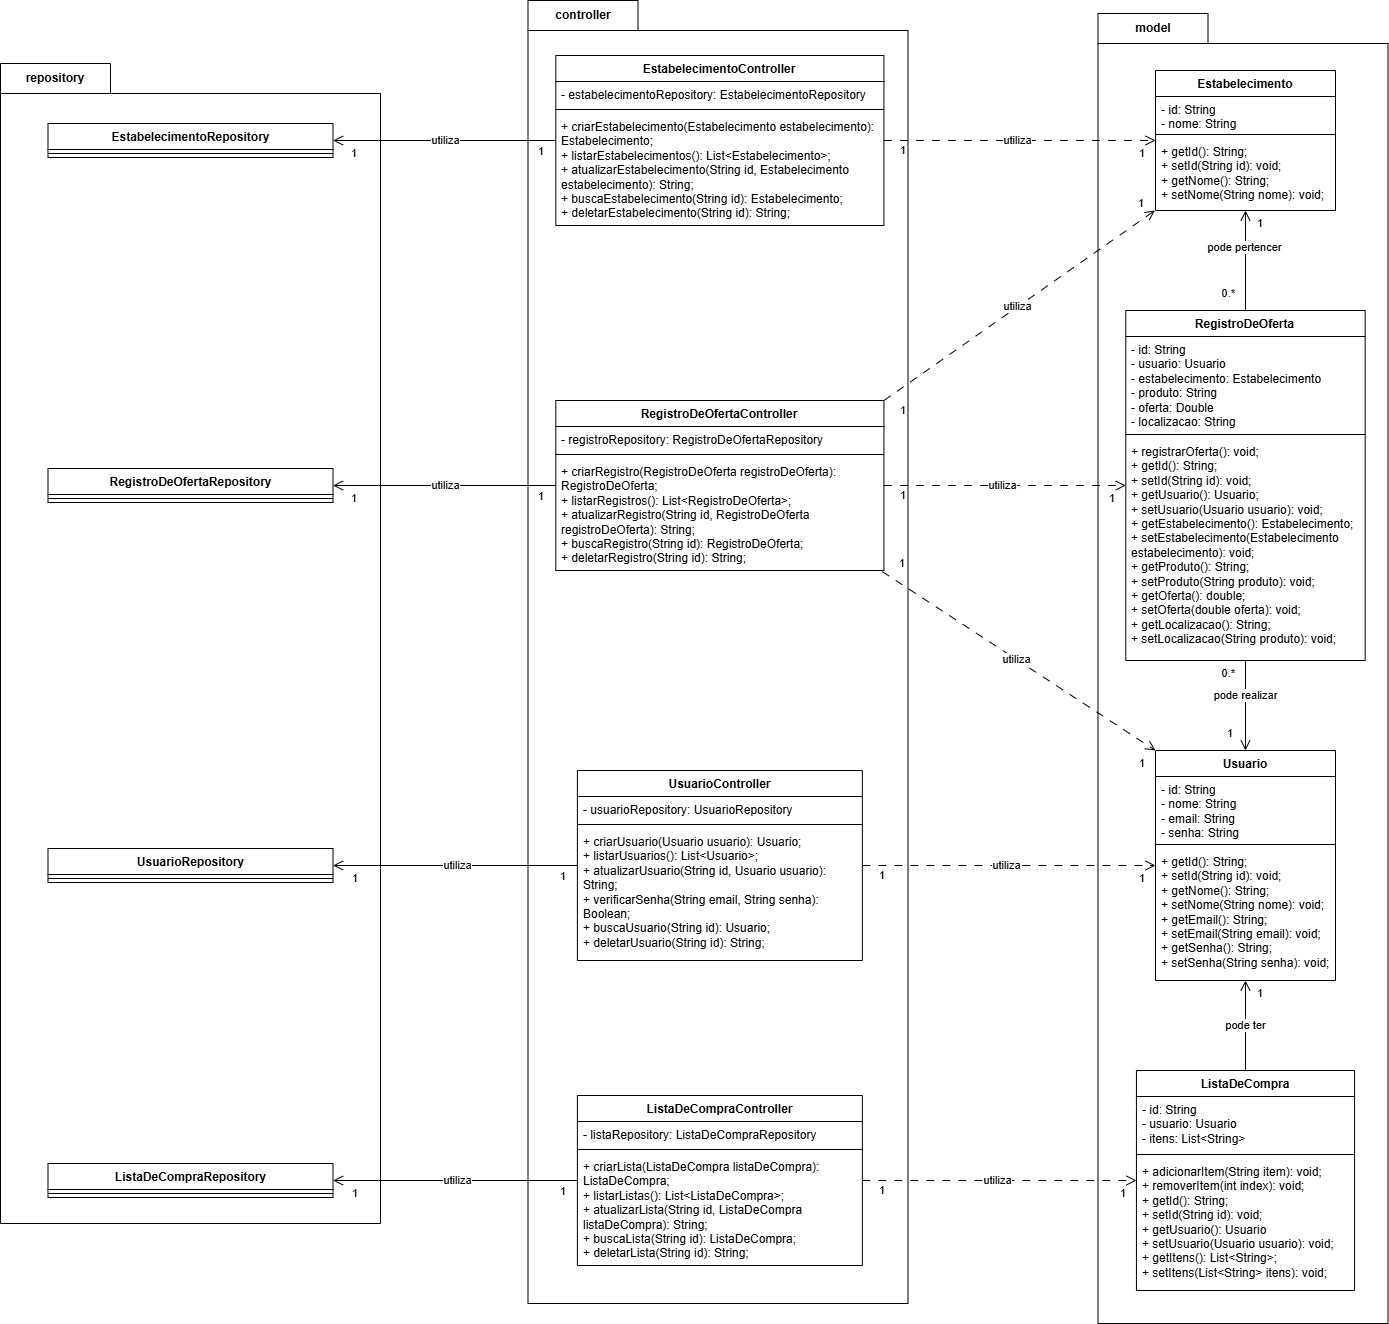 controller
model
repository
EstabelecimentoRepository
utiliza
1
1
EstabelecimentoController
- estabelecimentoRepository: EstabelecimentoRepository
+ criarEstabelecimento(Estabelecimento estabelecimento):
Estabelecimento;
+ listarEstabelecimentos(): List<Estabelecimento>;
+ atualizarEstabelecimento(String id, Estabelecimento
estabelecimento): String;
+ buscaEstabelecimento(String id): Estabelecimento;
+ deletarEstabelecimento(String id): String;
utiliza
1
1
Estabelecimento
- id: String
- nome: String
+ getId(): String;
+ setId(String id): void;
+ getNome(): String;
+ setNome(String nome): void;
1
1
pode pertencer
0.*
utiliza
1
RegistroDeOfertaRepository
utiliza
1
1
RegistroDeOfertaController
- registroRepository: RegistroDeOfertaRepository
+ criarRegistro(RegistroDeOferta registroDeOferta):
RegistroDeOferta;
+ listarRegistros(): List<RegistroDeOferta>;
+ atualizarRegistro(String id, RegistroDeOferta
registroDeOferta): String;
+ buscaRegistro(String id): RegistroDeOferta;
+ deletarRegistro(String id): String;
utiliza
1
1
RegistroDeOferta
- id: String
- usuario: Usuario
- estabelecimento: Estabelecimento
- produto: String
- oferta: Double
- localizacao: String
+ registrarOferta(): void;
+ getId(): String;
+ setId(String id): void;
+ getUsuario(): Usuario;
+ setUsuario(Usuario usuario): void;
+ getEstabelecimento(): Estabelecimento;
+ setEstabelecimento(Estabelecimento
estabelecimento): void;
+ getProduto(): String;
+ setProduto(String produto): void;
+ getOferta(): double;
+ setOferta(double oferta): void;
+ getLocalizacao(): String;
+ setLocalizacao(String produto): void;
1
utiliza
1
0.*
pode realizar
1
UsuarioRepository
utiliza
1
1
UsuarioController
- usuarioRepository: UsuarioRepository
+ criarUsuario(Usuario usuario): Usuario;
+ listarUsuarios(): List<Usuario>;
+ atualizarUsuario(String id, Usuario usuario):
String;
+ verificarSenha(String email, String senha):
Boolean;
+ buscaUsuario(String id): Usuario;
+ deletarUsuario(String id): String;
utiliza
1
1
Usuario
- id: String
- nome: String
- email: String
- senha: String
+ getId(): String;
+ setId(String id): void;
+ getNome(): String;
+ setNome(String nome): void;
+ getEmail(): String;
+ setEmail(String email): void;
+ getSenha(): String;
+ setSenha(String senha): void;
1
pode ter
ListaDeCompraRepository
utiliza
1
1
ListaDeCompraController
- listaRepository: ListaDeCompraRepository
+ criarLista(ListaDeCompra listaDeCompra):
ListaDeCompra;
+ listarListas(): List<ListaDeCompra>;
+ atualizarLista(String id, ListaDeCompra
listaDeCompra): String;
+ buscaLista(String id): ListaDeCompra;
+ deletarLista(String id): String;
utiliza
1
1
ListaDeCompra
- id: String
- usuario: Usuario
- itens: List<String>
+ adicionarItem(String item): void;
+ removerItem(int index): void;
+ getId(): String;
+ setId(String id): void;
+ getUsuario(): Usuario
+ setUsuario(Usuario usuario): void;
+ getItens(): List<String>;
+ setItens(List<String> itens): void;